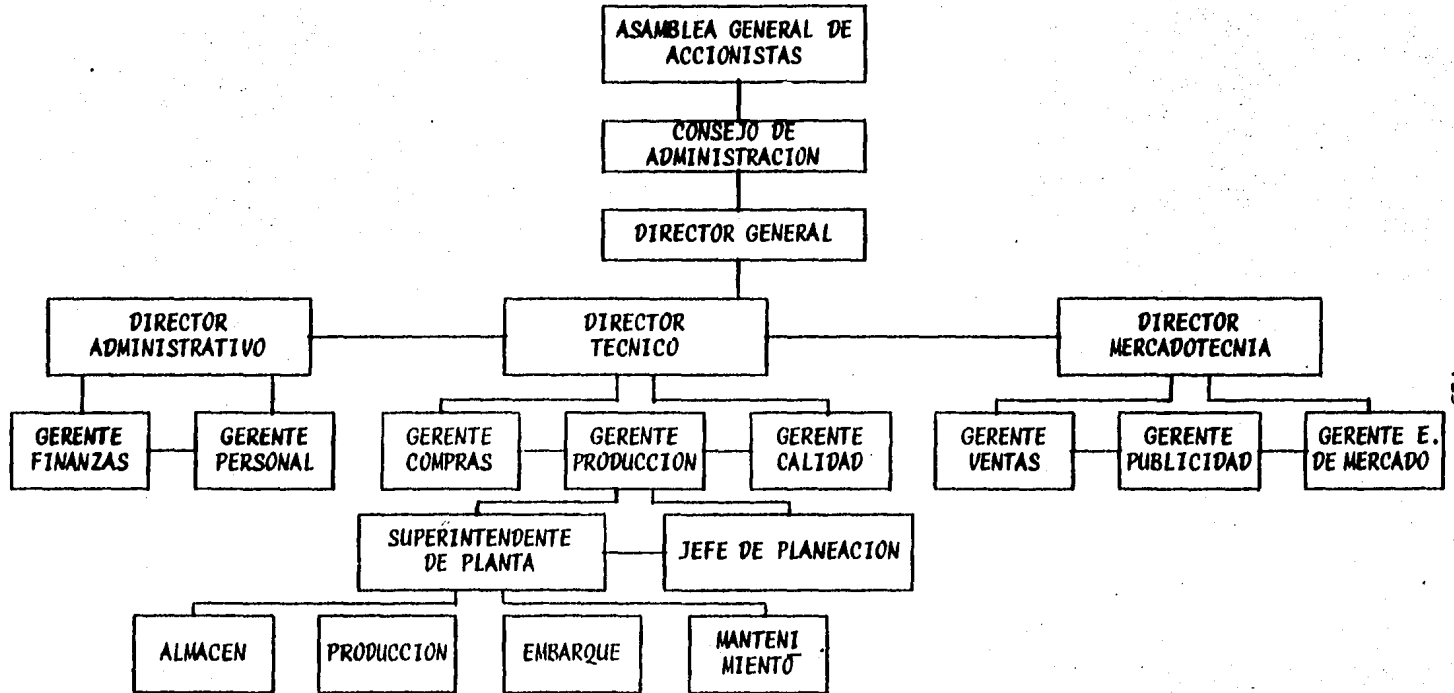 ASAMBLEA GENERAL DE
ACCIONISTAS
CONSEJO DE
ADMINISTRACION
DIRECTOR GENERAL
DIRECTOR
ADMINISTRATIVO
DIRECTOR
TECNICO
DIRECTOR
MERCADOTECNIA
GERENTE
FINANZAS
GERENTE
PERSONAL
GERENTE
COMPRAS
GERENTE
PRODUCCION
GERENTE
CALIDAD
GERENTE
VENTAS
GERENTE
PUBLICIDAD
GERENTE E.
DE MERCADO
SUPERINTENDENTE
DE PLANTA
JEFE DE PLANEACION
ALMACEN
PRODUCCION
EMBARQUE
MANTENI
MIENTO